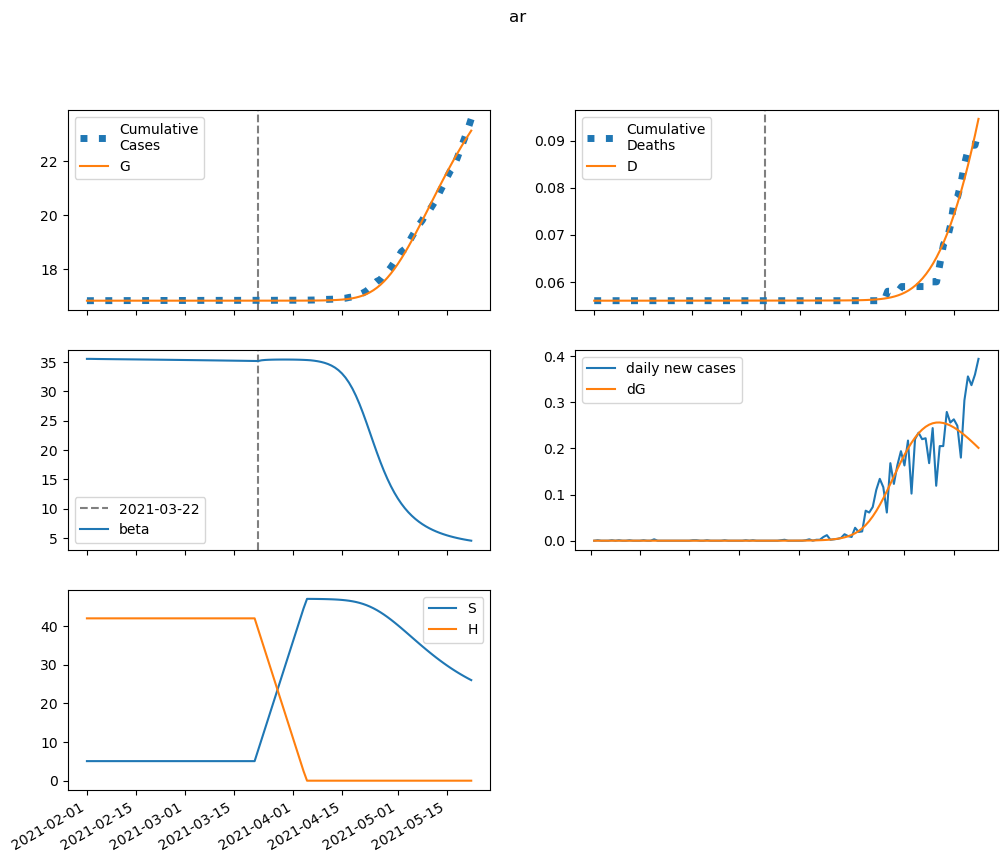 ar
Cumulative
Cases
G
22
20
18
Cumulative
Deaths
D
0.09
0.08
0.07
0.06
35
30
25
20
15
10
5
2021-03-22
beta
daily new cases
dG
0.4
0.3
0.2
0.1
0.0
S
H
40
30
20
10
0
2021-02-01
2021-02-15
2021-03-01
2021-03-15
2021-04-01
2021-04-15
2021-05-01
2021-05-15